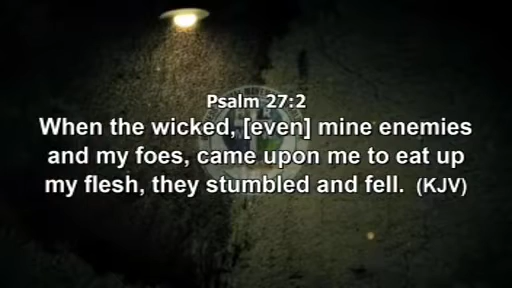 Psalm 27:2
When the wicked, [even] mine enemies
and my foes, came upon me to eat up
my flesh, they stumbled and fell. (KJV)